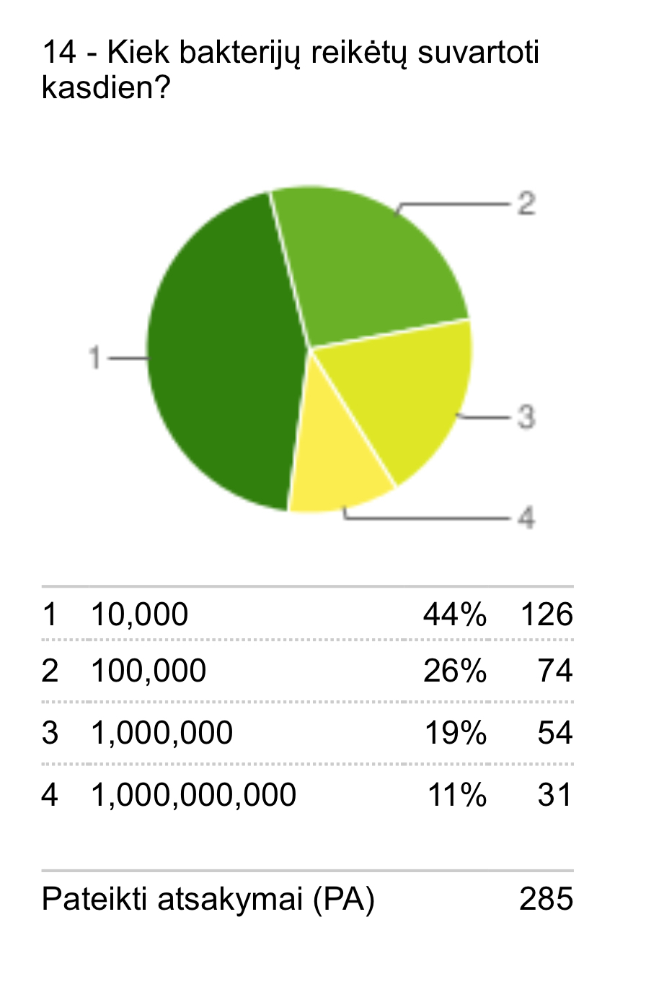 14 - Kiek bakterijų reikėtų suvartoti
kasdien?
2
1
3
4
1 10,000 44% 126
2 100,000 26% 74
3 1,000,000 19% 54
4 1,000,000,000 11% 31
Pateikti atsakymai (PA) 285